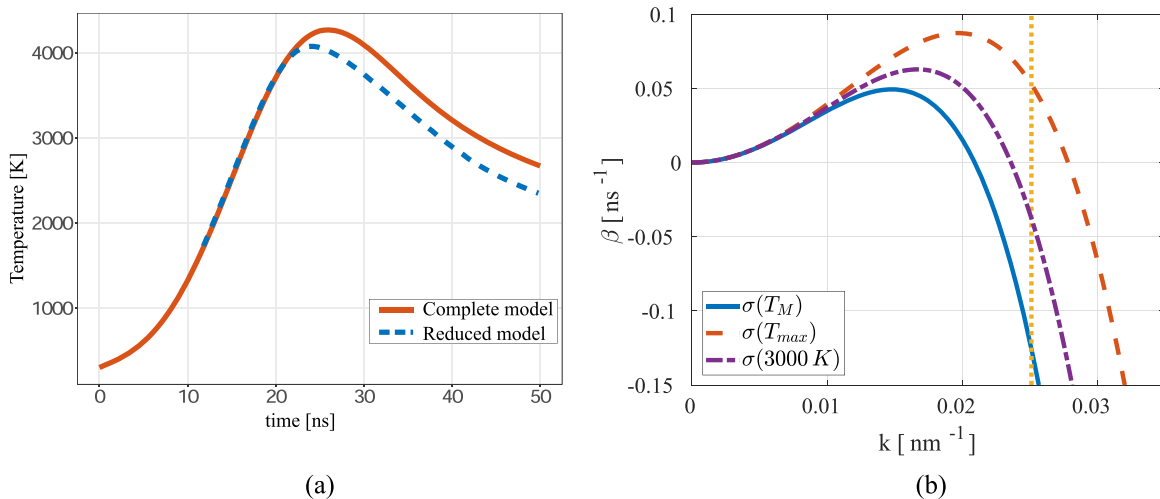 4000
3000
2000
1000
Temperature [K]
0
10
20
30
40
50
time [ns]
Complete model
Reduced model
(a)
0.1
0.05
0
-0.05
-0.1
-0.15
β [ ns⁻¹ ]
0
0.01
0.02
0.03
k [ nm⁻¹ ]
σ(T_M)
σ(T_max)
σ(3000 K)
(b)